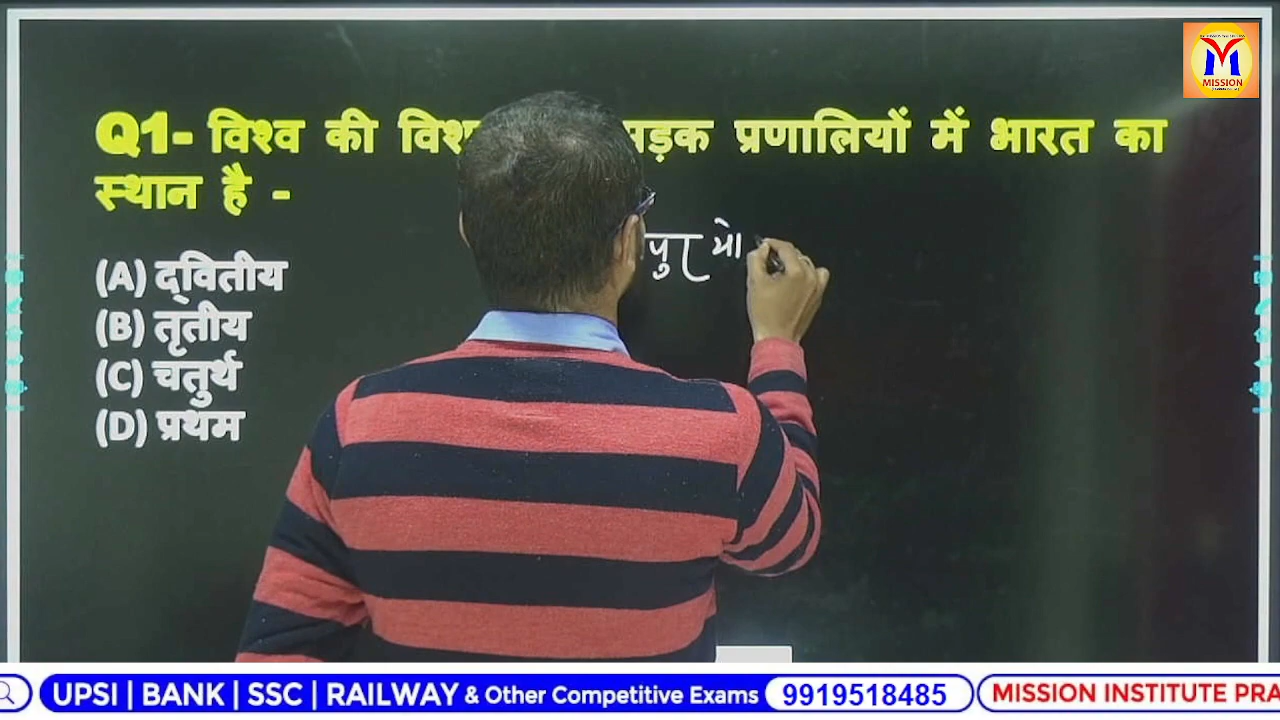 Q1- विश्व की सड़क प्रणालियों में भारत का
स्थान है -
(A) द्वितीय
(B) तृतीय
(C) चतुर्थ
(D) प्रथम
MISSION
UPSI | BANK | SSC | RAILWAY & Other Competitive Exams 9919518485 MISSION INSTITUTE PRA